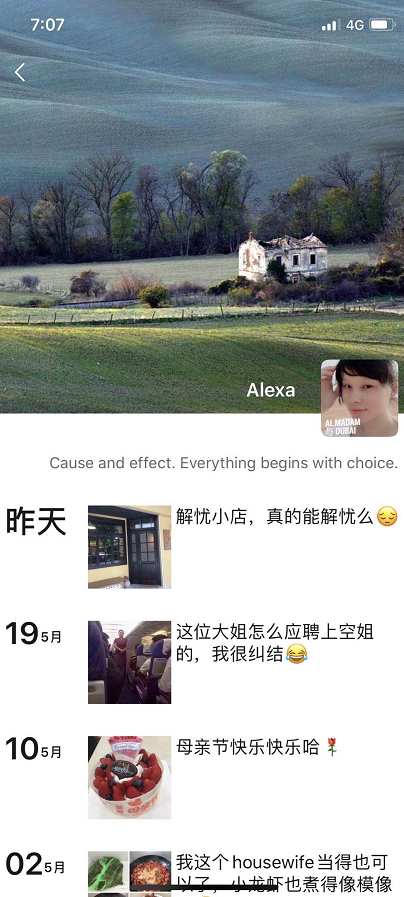 7:07
4G
Alexa
AL MADAM
与 DUBAI
Cause and effect. Everything begins with choice.
昨天
解忧小店，真的能解忧么😔
19 5月
这位大姐怎么应聘上空姐
的，我很纠结😂
10 5月
母亲节快乐快乐哈🌹
02 5月
我这个housewife当得也可
以了，小龙虾也煮得像模像